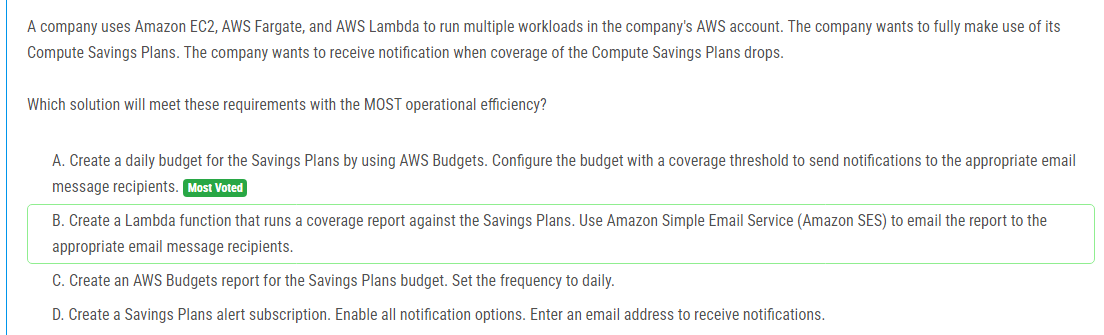 A company uses Amazon EC2, AWS Fargate, and AWS Lambda to run multiple workloads in the company's AWS account. The company wants to fully make use of its
Compute Savings Plans. The company wants to receive notification when coverage of the Compute Savings Plans drops.
Which solution will meet these requirements with the MOST operational efficiency?
A. Create a daily budget for the Savings Plans by using AWS Budgets. Configure the budget with a coverage threshold to send notifications to the appropriate email
message recipients. Most Voted
B. Create a Lambda function that runs a coverage report against the Savings Plans. Use Amazon Simple Email Service (Amazon SES) to email the report to the
appropriate email message recipients.
C. Create an AWS Budgets report for the Savings Plans budget. Set the frequency to daily.
D. Create a Savings Plans alert subscription. Enable all notification options. Enter an email address to receive notifications.